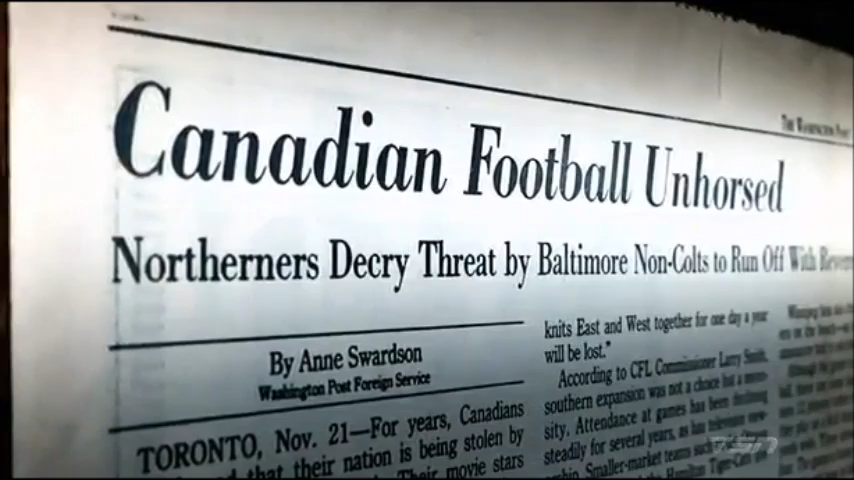 THE WASHINGTON POST
Canadian Football Unhorsed
Northerners Decry Threat by Baltimore Non-Colts to Run Off With
By Anne Swardson
Washington Post Foreign Service
TORONTO, Nov. 21—For years, Canadians
that their nation is being stolen by
Their movie stars
knits East and West together for one day a year
will be lost."
According to CFL Commissioner Larry Smith,
southern expansion was not a choice but a
sity. Attendance at games has been declining
steadily for several years, as has television
Smaller-market teams such
Hamilton Tiger-Cats
TSN